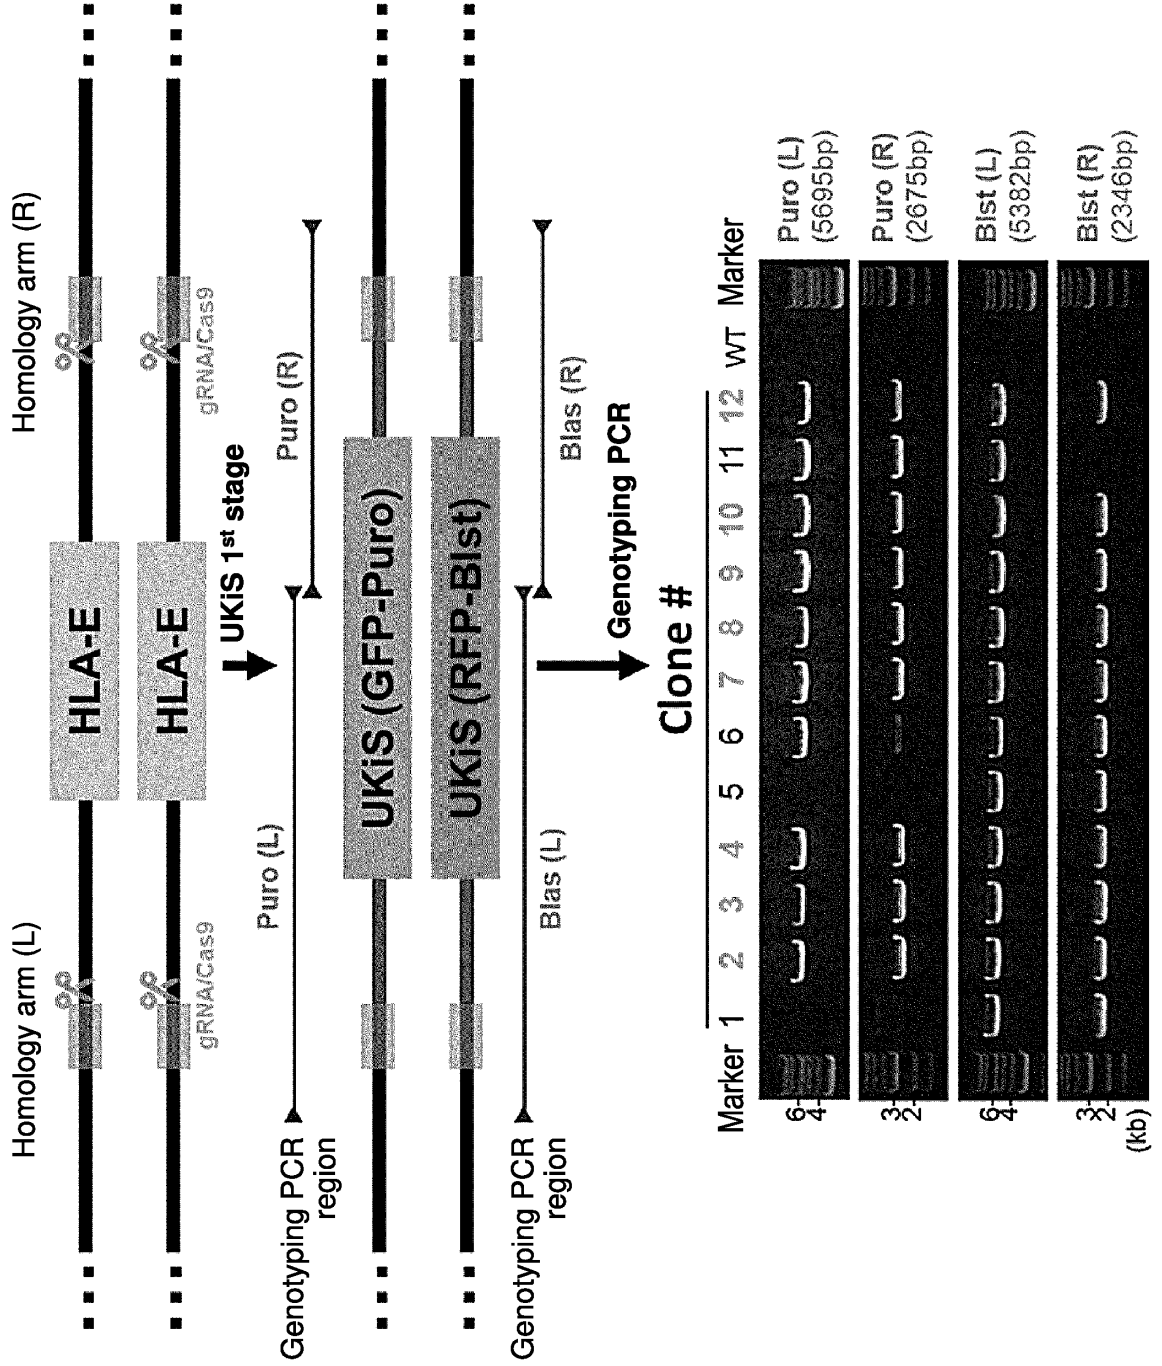 Homology arm (L)
Homology arm (R)
HLA-E
HLA-E
gRNA/Cas9
gRNA/Cas9
UKiS 1st stage
Puro (L)
Puro (R)
Genotyping PCR
region
UKiS (GFP-Puro)
UKiS (RFP-Blst)
Genotyping PCR
region
Blas (L)
Blas (R)
Genotyping PCR
Clone #
Marker 1 2 3 4 5 6 7 8 9 10 11 12 WT Marker
6
4
Puro (L)
(5695bp)
3
2
Puro (R)
(2675bp)
6
4
Blst (L)
(5382bp)
3
2
(kb)
Blst (R)
(2346bp)